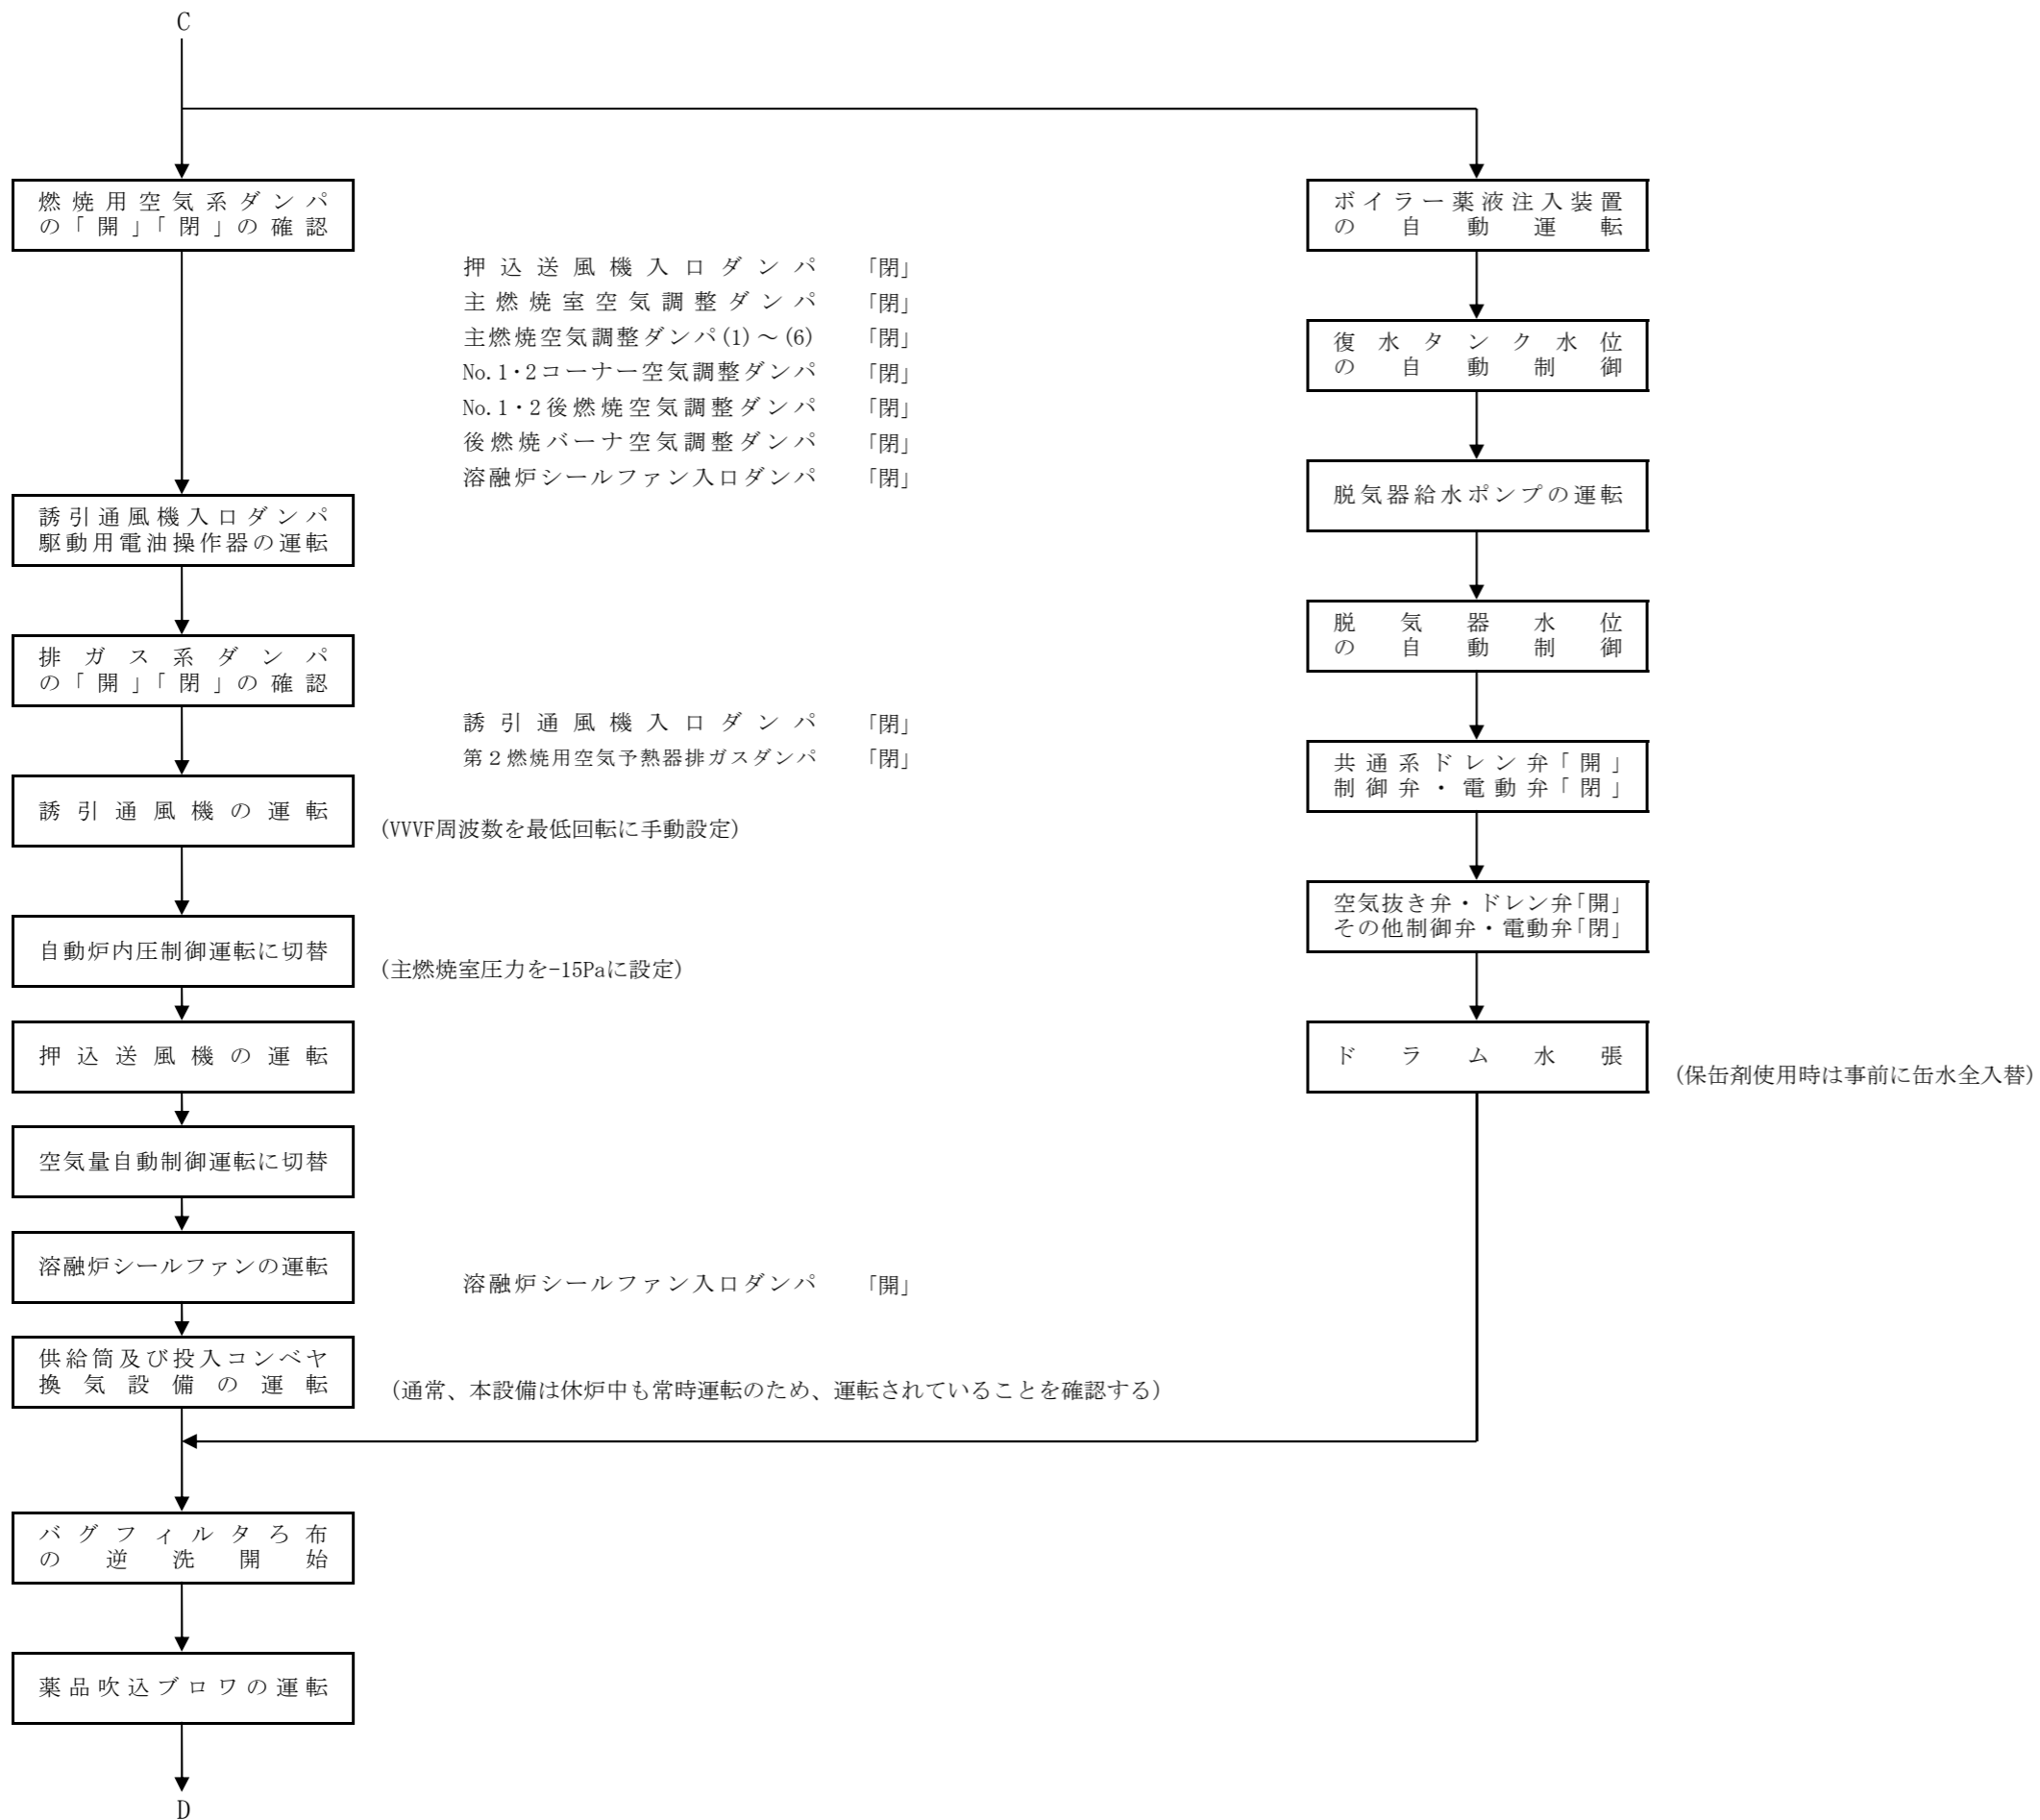 C
燃焼用空気系ダンパ
の「開」「閉」の確認
押込送風機入口ダンパ 「閉」
主燃焼室空気調整ダンパ 「閉」
主燃焼空気調整ダンパ(1)～(6) 「閉」
No.1・2コーナー空気調整ダンパ 「閉」
No.1・2後燃焼空気調整ダンパ 「閉」
後燃焼バーナ空気調整ダンパ 「閉」
溶融炉シールファン入口ダンパ 「閉」
誘引通風機入口ダンパ
駆動用電油操作器の運転
排ガス系ダンパ
の「開」「閉」の確認
誘引通風機入口ダンパ 「閉」
第２燃焼用空気予熱器排ガスダンパ 「閉」
誘引通風機の運転
(VVVF周波数を最低回転に手動設定)
自動炉内圧制御運転に切替
(主燃焼室圧力を-15Paに設定)
押込送風機の運転
空気量自動制御運転に切替
溶融炉シールファンの運転
溶融炉シールファン入口ダンパ 「開」
供給筒及び投入コンベヤ
換気設備の運転
(通常、本設備は休炉中も常時運転のため、運転されていることを確認する)
ボイラー薬液注入装置
の自動運転
復水タンク水位
の自動制御
脱気器給水ポンプの運転
脱気器水位
の自動制御
共通系ドレン弁「開」
制御弁・電動弁「閉」
空気抜き弁・ドレン弁「開」
その他制御弁・電動弁「閉」
ドラム水張
(保缶剤使用時は事前に缶水全入替)
バグフィルタろ布
の逆洗開始
薬品吹込ブロワの運転
D